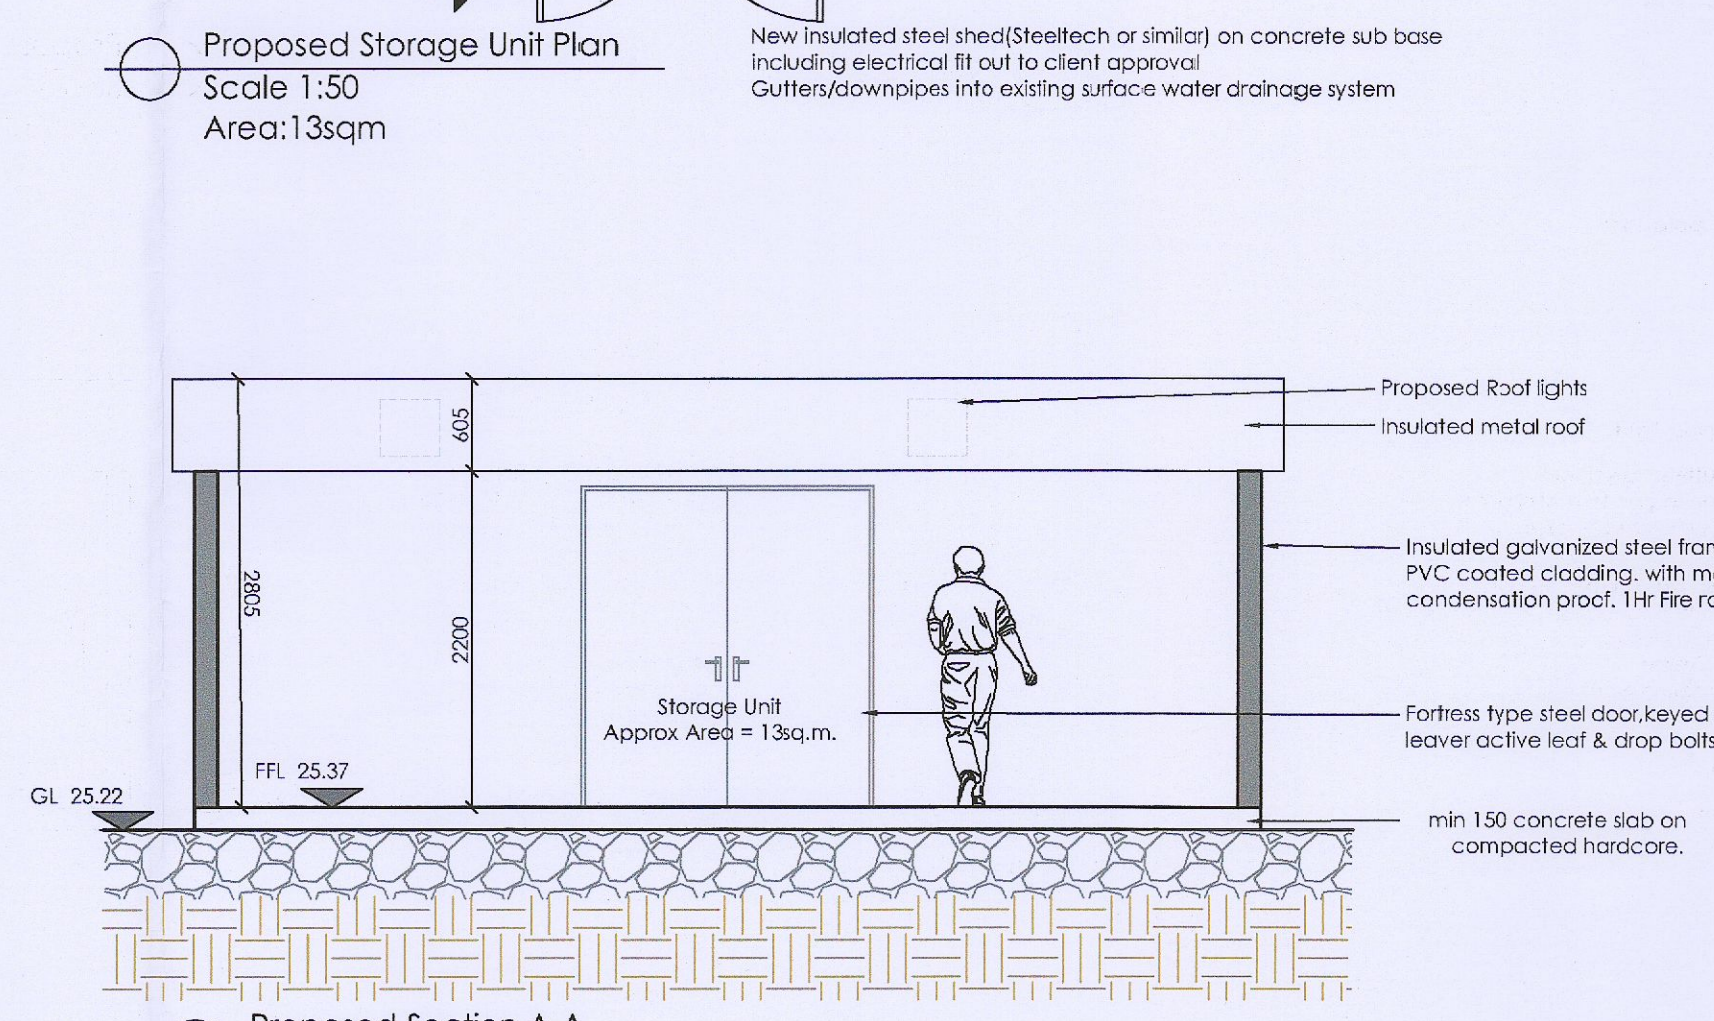 Proposed Storage Unit Plan
Scale 1:50
Area:13sqm
New insulated steel shed(Steeltech or similar) on concrete sub base
including electrical fit out to client approval
Gutters/downpipes into existing surface water drainage system
Proposed Roof lights
Insulated metal roof
605
2805
2200
Insulated galvanized steel
PVC coated cladding. with
condensation proof. 1Hr Fire
Storage Unit
Approx Area = 13sq.m.
Fortress type steel door,keyed
leaver active leaf & drop bolts
FFL 25.37
GL 25.22
min 150 concrete slab on
compacted hardcore.
Proposed Section A-A